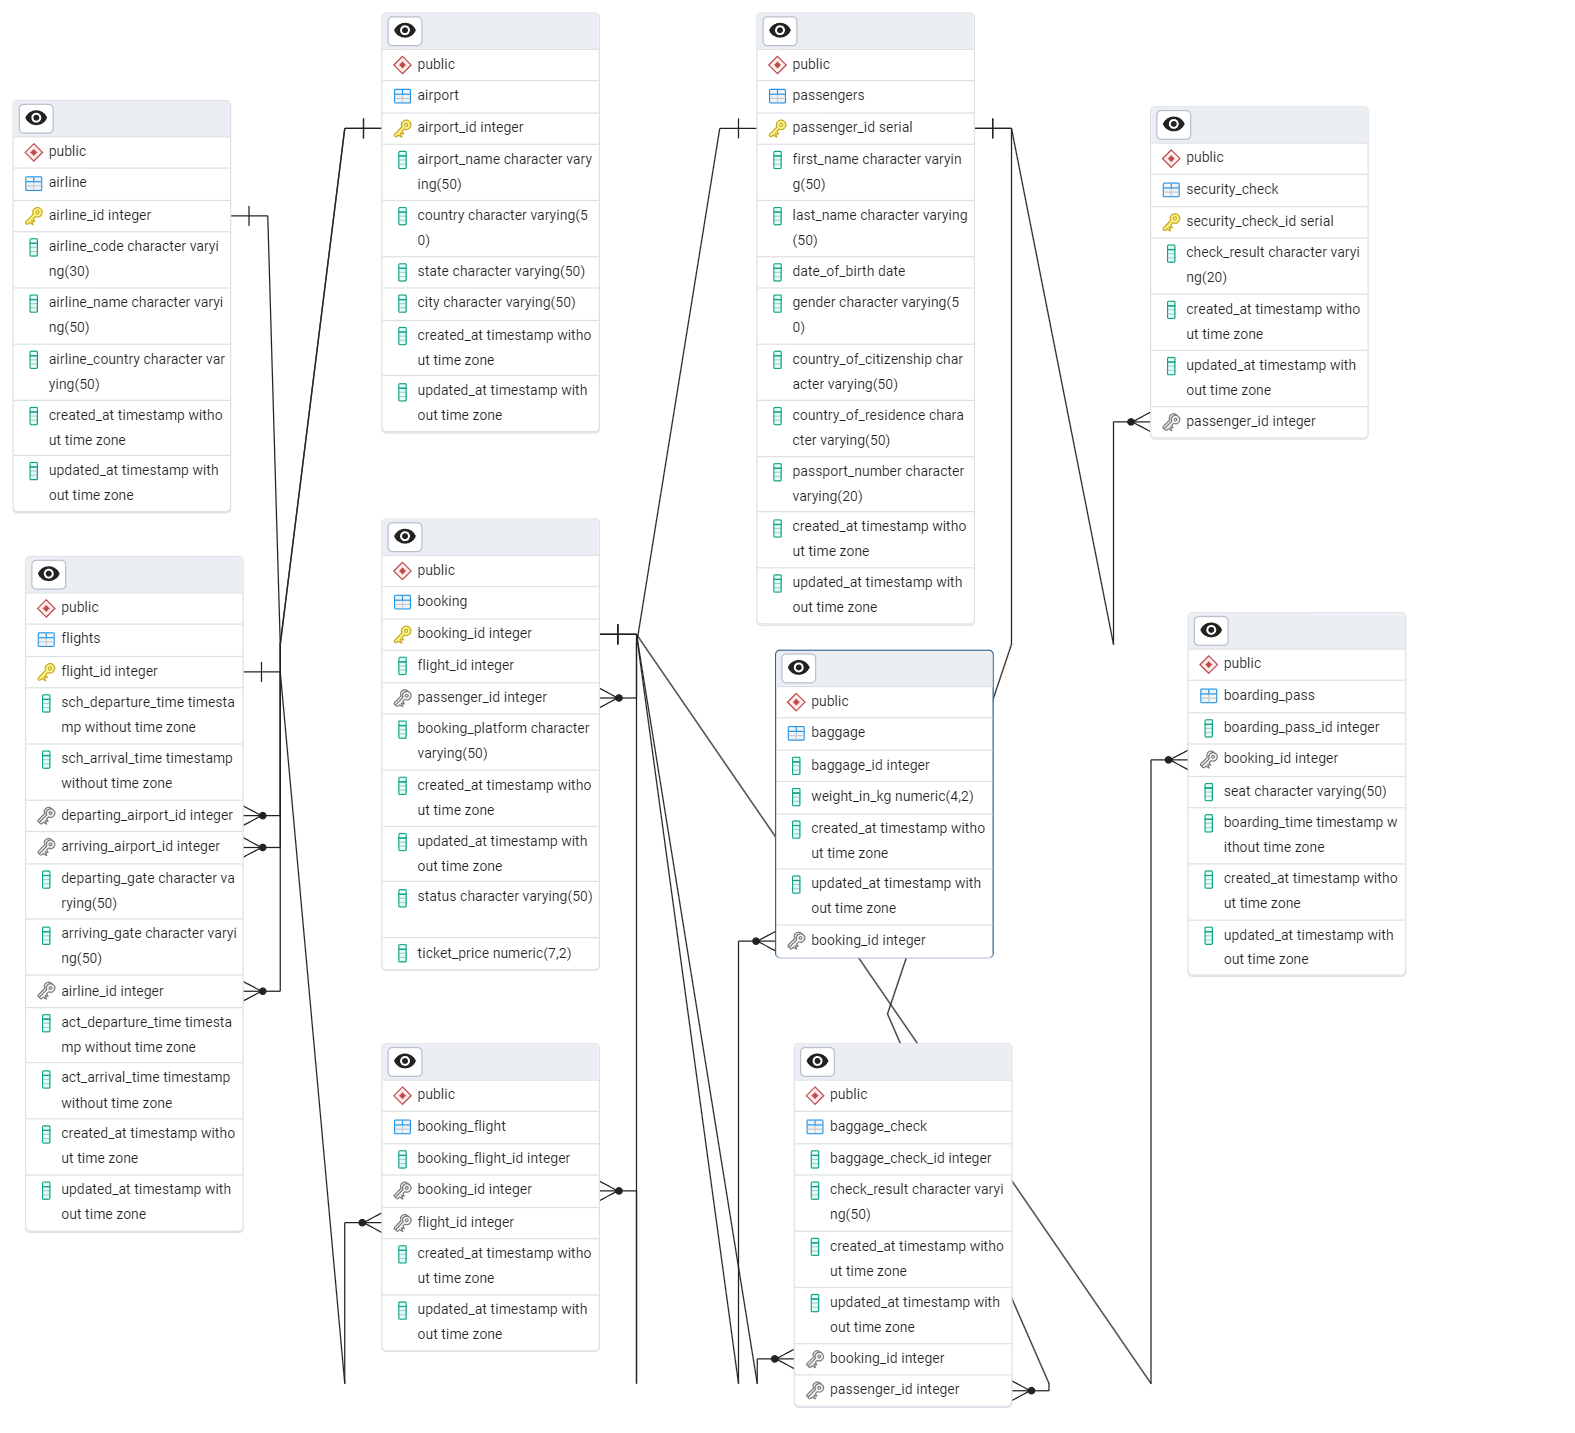 public
airline
airline_id integer
airline_code character varyi
ng(30)
airline_name character varyi
ng(50)
airline_country character var
ying(50)
created_at timestamp witho
ut time zone
updated_at timestamp with
out time zone
public
flights
flight_id integer
sch_departure_time timesta
mp without time zone
sch_arrival_time timestamp
without time zone
departing_airport_id integer
arriving_airport_id integer
departing_gate character va
rying(50)
arriving_gate character varyi
ng(50)
airline_id integer
act_departure_time timesta
mp without time zone
act_arrival_time timestamp
without time zone
created_at timestamp witho
ut time zone
updated_at timestamp with
out time zone
public
airport
airport_id integer
airport_name character vary
ing(50)
country character varying(5
0)
state character varying(50)
city character varying(50)
created_at timestamp witho
ut time zone
updated_at timestamp with
out time zone
public
booking
booking_id integer
flight_id integer
passenger_id integer
booking_platform character
varying(50)
created_at timestamp witho
ut time zone
updated_at timestamp with
out time zone
status character varying(50)
ticket_price numeric(7,2)
public
booking_flight
booking_flight_id integer
booking_id integer
flight_id integer
created_at timestamp witho
ut time zone
updated_at timestamp with
out time zone
public
passengers
passenger_id serial
first_name character varyin
g(50)
last_name character varying
(50)
date_of_birth date
gender character varying(5
0)
country_of_citizenship char
acter varying(50)
country_of_residence chara
cter varying(50)
passport_number character
varying(20)
created_at timestamp witho
ut time zone
updated_at timestamp with
out time zone
public
baggage
baggage_id integer
weight_in_kg numeric(4,2)
created_at timestamp witho
ut time zone
updated_at timestamp with
out time zone
booking_id integer
public
baggage_check
baggage_check_id integer
check_result character varyi
ng(50)
created_at timestamp witho
ut time zone
updated_at timestamp with
out time zone
booking_id integer
passenger_id integer
public
security_check
security_check_id serial
check_result character varyi
ng(20)
created_at timestamp witho
ut time zone
updated_at timestamp with
out time zone
passenger_id integer
public
boarding_pass
boarding_pass_id integer
booking_id integer
seat character varying(50)
boarding_time timestamp w
ithout time zone
created_at timestamp witho
ut time zone
updated_at timestamp with
out time zone